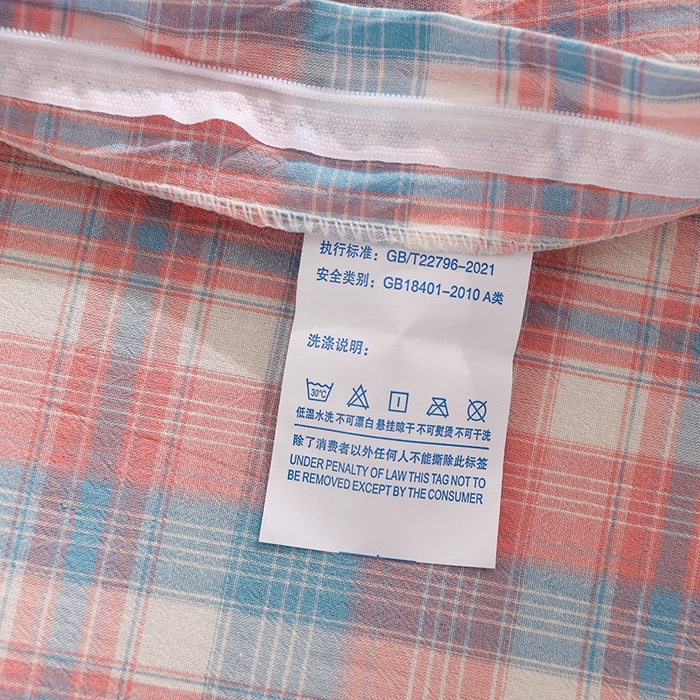 执行标准：GB/T22796-2021
安全类别：GB18401-2010 A类
洗涤说明：
30°C
低温水洗 不可漂白 悬挂晾干 不可熨烫 不可干洗
除了消费者以外任何人不能撕除此标签
UNDER PENALTY OF LAW THIS TAG NOT TO
BE REMOVED EXCEPT BY THE CONSUMER